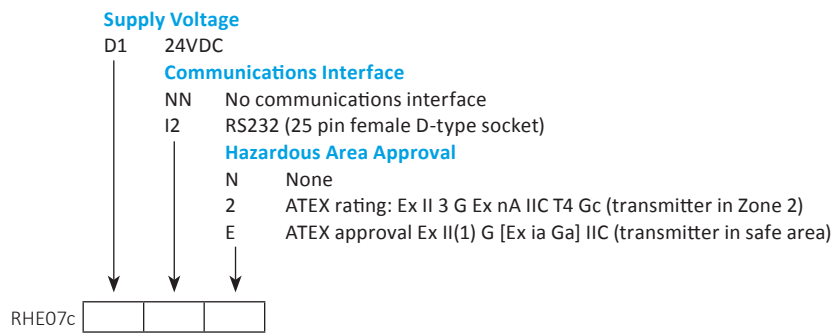 Supply Voltage
D1 24VDC
Communications Interface
NN No communications interface
I2 RS232 (25 pin female D-type socket)
Hazardous Area Approval
N None
2 ATEX rating: Ex II 3 G Ex nA IIC T4 Gc (transmitter in Zone 2)
E ATEX approval Ex II(1) G [Ex ia Ga] IIC (transmitter in safe area)
RHE07c